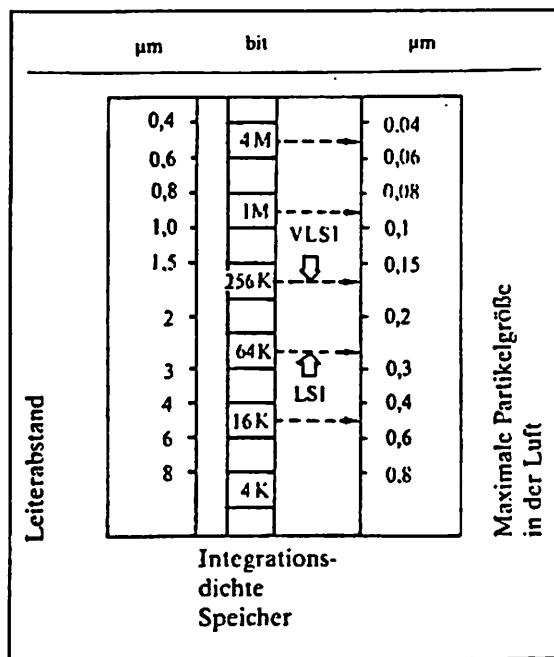 µm bit µm
0,4 4M 0.04
0,6 0,06
0,8 1M 0,08
1,0 VLSI 0,1
1,5 256K 0,15
2 0,2
64K
3 LSI 0,3
4 16K 0,4
6 0,6
8 4K 0.8
Leiterabstand
Integrations-
dichte
Speicher
Maximale Partikelgröße
in der Luft